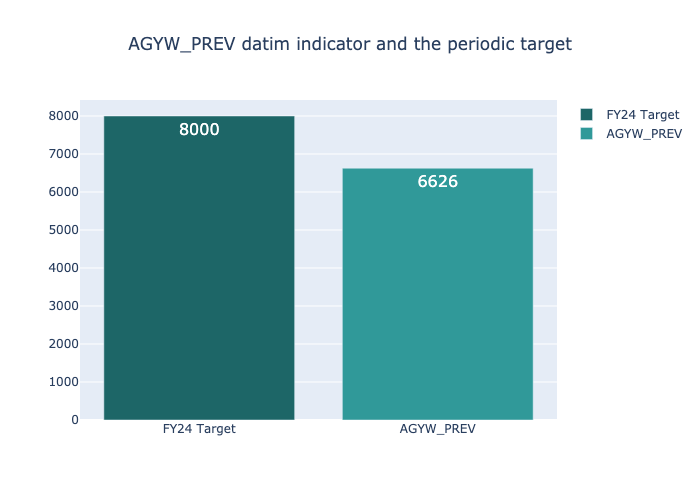 AGYW_PREV datim indicator and the periodic target
8000
7000
6000
5000
4000
3000
2000
1000
0
8000
6626
FY24 Target
AGYW_PREV
FY24 Target
AGYW_PREV